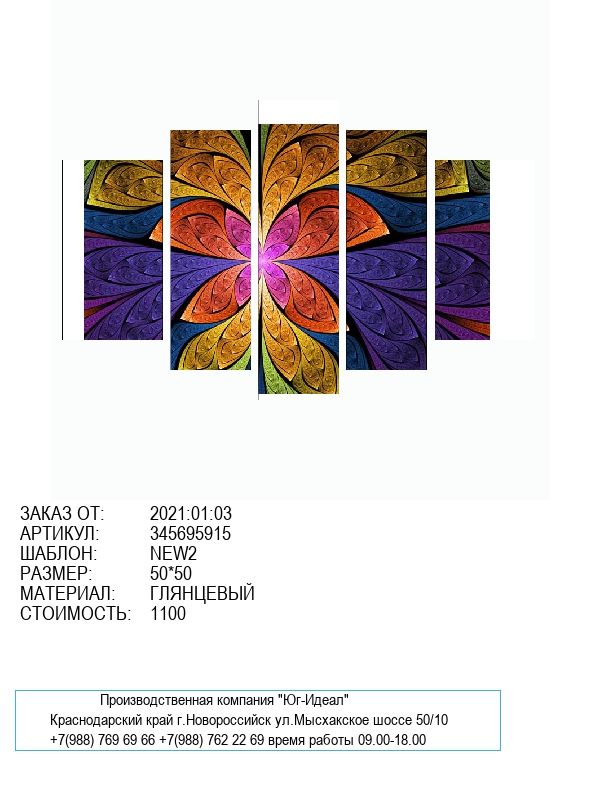 ЗАКАЗ ОТ: 2021:01:03
АРТИКУЛ: 345695915
ШАБЛОН: NEW2
РАЗМЕР: 50*50
МАТЕРИАЛ: ГЛЯНЦЕВЫЙ
СТОИМОСТЬ: 1100
Производственная компания "Юг-Идеал"
Краснодарский край г.Новороссийск ул.Мысхакское шоссе 50/10
+7(988) 769 69 66 +7(988) 762 22 69 время работы 09.00-18.00